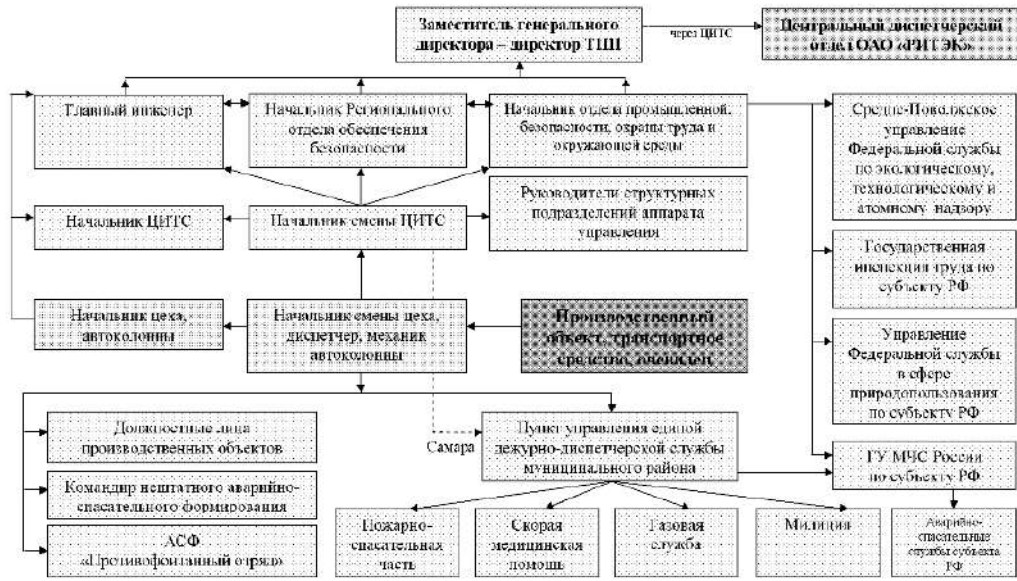 Заместитель генерального
директора – директор ТПП
через ЦИТС
Центральный диспетчерский
отдел ОАО «РИТЭК»
Главный инженер
Начальник Регионального
отдела обеспечения
безопасности
Начальник отдела промышленной,
безопасности, охраны труда и
окружающей среды
Средне-Поволжское
управление
Федеральной службы
по экологическому,
технологическому и
атомному надзору
Начальник ЦИТС
Начальник смены ЦИТС
Руководители структурных
подразделений аппарата
управления
Государственная
инспекция труда по
субъекту РФ
Начальник цеха,
автоколонны
Начальник смены цеха,
диспетчер, механик
автоколонны
Производственный
объект, транспортное
средство, очевидец
Управление
Федеральной службы
в сфере
природопользования
по субъекту РФ
Должностные лица
производственных объектов
Самара
Пункт управления единой
дежурно-диспетчерской службы
муниципального района
ГУ МЧС России
по субъекту РФ
Командир нештатного аварийно-
спасательного формирования
АСФ
«Противофонтанный отряд»
Пожарно-
спасательная
часть
Скорая
медицинская
помощь
Газовая
служба
Милиция
Аварийно-
спасательные
службы субъекта
РФ